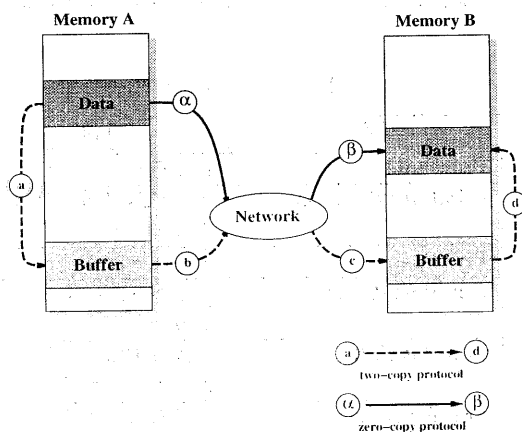 Memory A
Memory B
Data
α
β
Data
a
d
Network
Buffer
b
c
Buffer
a
d
two-copy protocol
α
β
zero-copy protocol